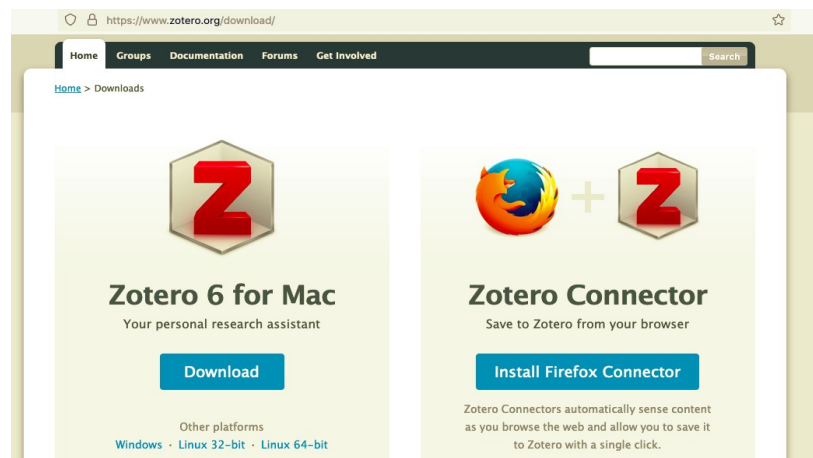 https://www.zotero.org/download/
Home Groups Documentation Forums Get Involved Search
Home > Downloads
Z
Z
Zotero 6 for Mac
Your personal research assistant
Download
Other platforms
Windows · Linux 32-bit · Linux 64-bit
Zotero Connector
Save to Zotero from your browser
Install Firefox Connector
Zotero Connectors automatically sense content
as you browse the web and allow you to save it
to Zotero with a single click.